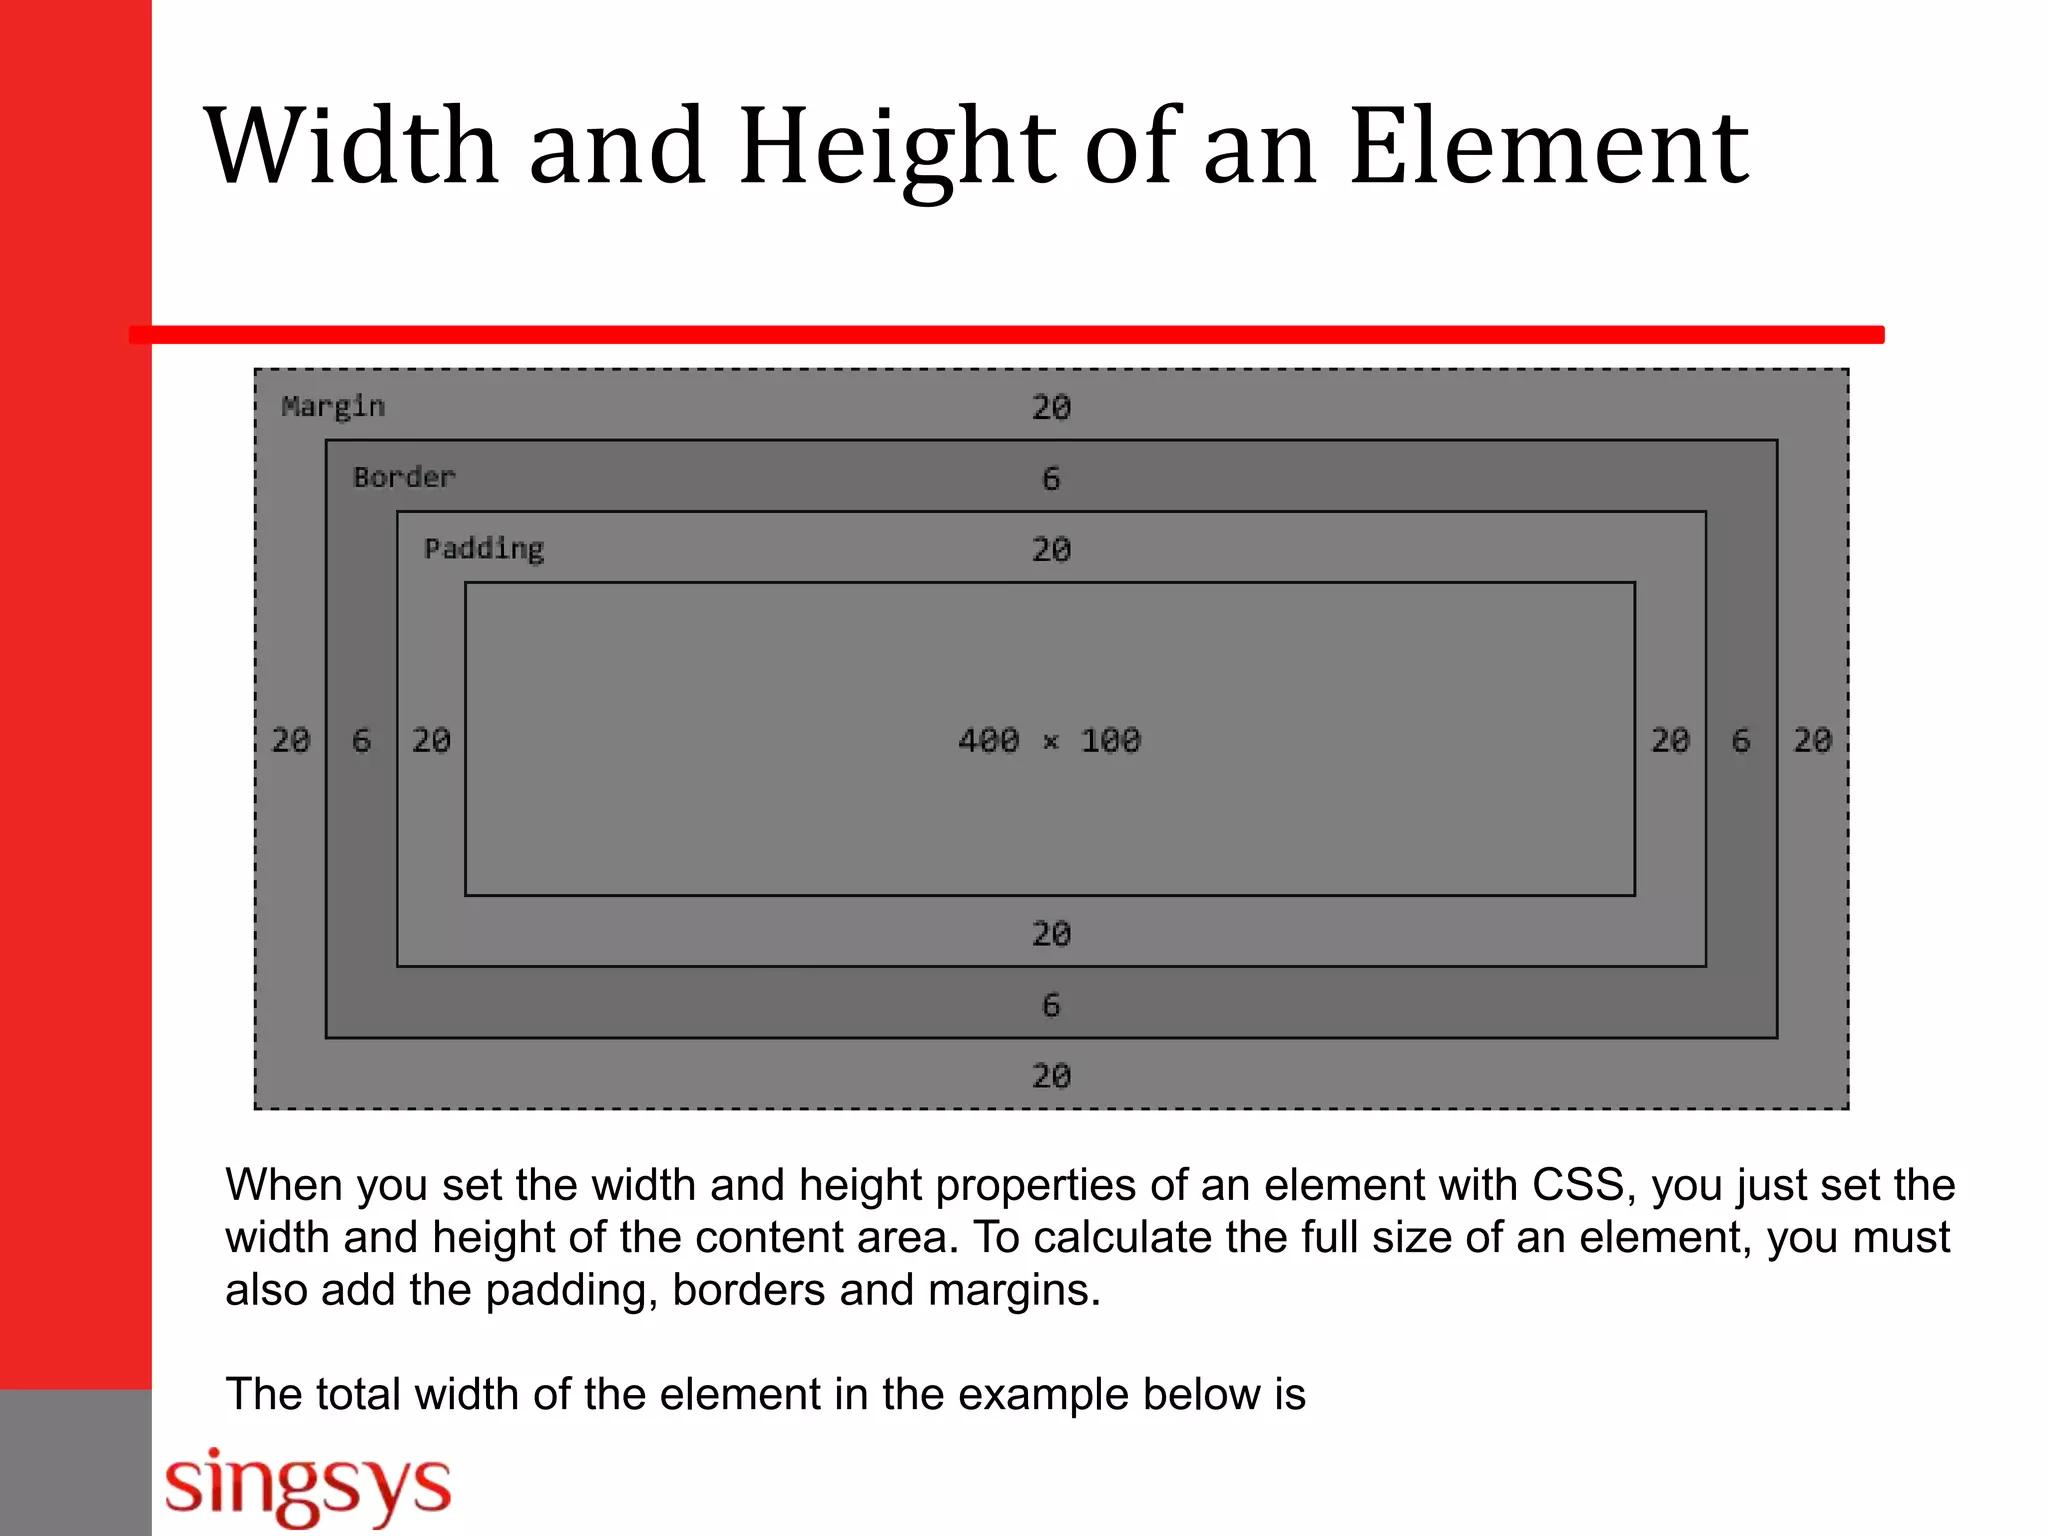 Width and Height of an Element
Margin 20
Border 6
Padding 20
20 6 20 400 × 100 20 6 20
20
6
20
When you set the width and height properties of an element with CSS, you just set the
width and height of the content area. To calculate the full size of an element, you must
also add the padding, borders and margins.
The total width of the element in the example below is
singsys